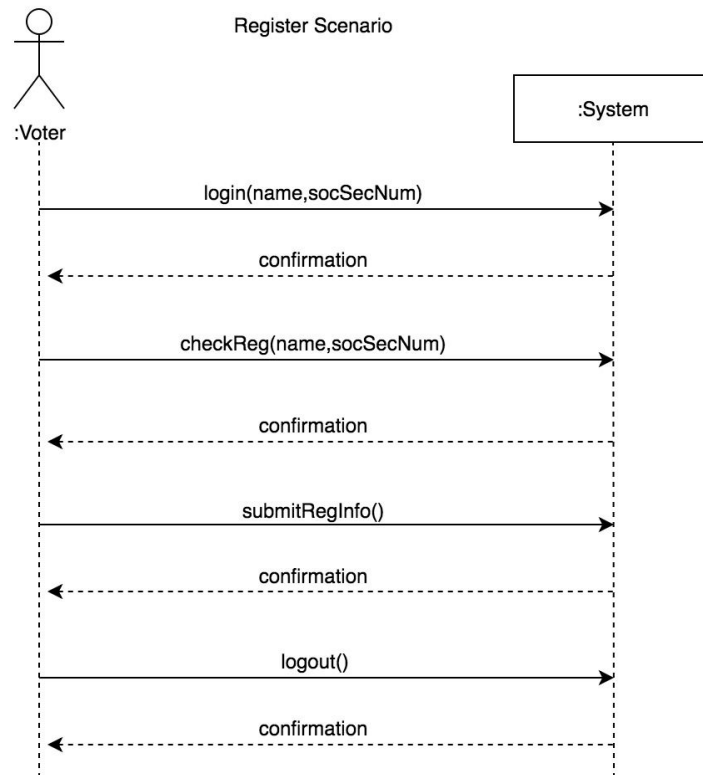 Register Scenario
:Voter
:System
login(name,socSecNum)
confirmation
checkReg(name,socSecNum)
confirmation
submitRegInfo()
confirmation
logout()
confirmation